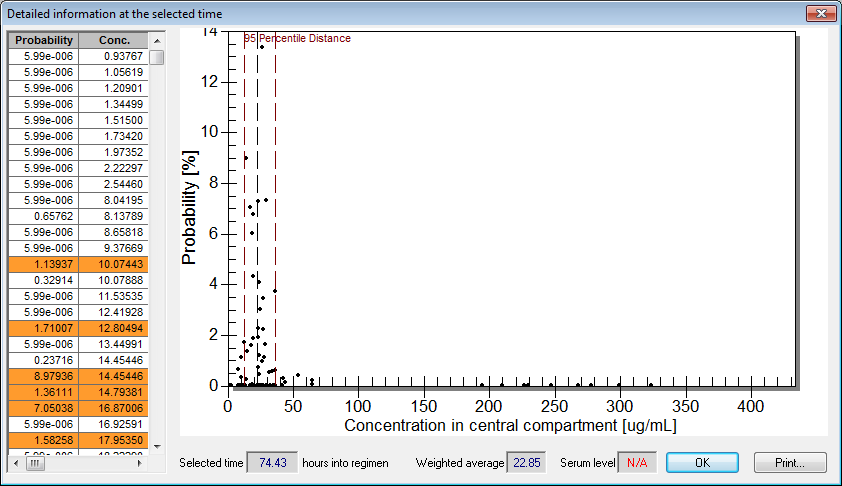 Detailed information at the selected time
Probability Conc.
5.99e-006 0.93767
5.99e-006 1.05619
5.99e-006 1.20901
5.99e-006 1.34499
5.99e-006 1.51500
5.99e-006 1.73420
5.99e-006 1.97352
5.99e-006 2.22297
5.99e-006 2.54460
5.99e-006 8.04195
0.65762 8.13789
5.99e-006 8.65818
5.99e-006 9.37669
1.13937 10.07443
0.32914 10.07888
5.99e-006 11.53535
5.99e-006 12.41928
1.71007 12.80494
5.99e-006 13.44991
0.23716 14.45446
8.97936 14.45446
1.36111 14.79381
7.05038 16.87006
5.99e-006 16.92591
1.58258 17.95350
95 Percentile Distance
Probability [%]
14
12
10
8
6
4
2
0
0 50 100 150 200 250 300 350 400
Concentration in central compartment [ug/mL]
Selected time 74.43 hours into regimen Weighted average 22.85 Serum level N/A OK Print...